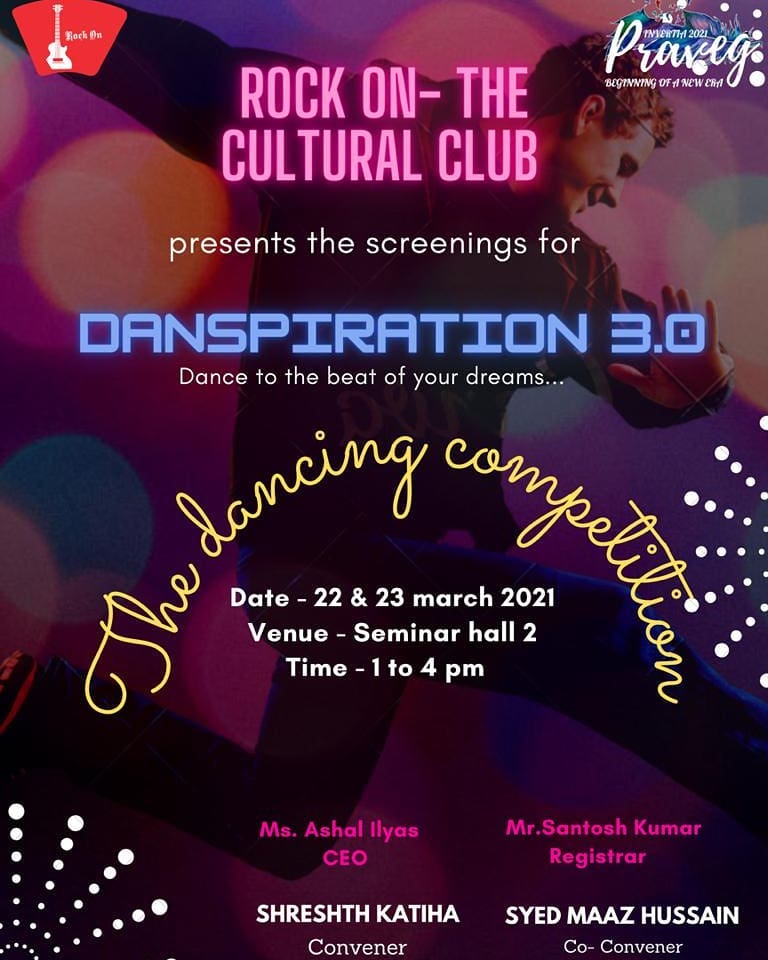 Rock On
INVERTIA 2021
Praveg
BEGINNING OF A NEW ERA
ROCK ON- THE
CULTURAL CLUB
presents the screenings for
DANSPIRATION 3.0
Dance to the beat of your dreams...
The dancing competition
Date - 22 & 23 march 2021
Venue - Seminar hall 2
Time - 1 to 4 pm
Ms. Ashal Ilyas
CEO
Mr.Santosh Kumar
Registrar
SHRESHTH KATIHA
Convener
SYED MAAZ HUSSAIN
Co- Convener